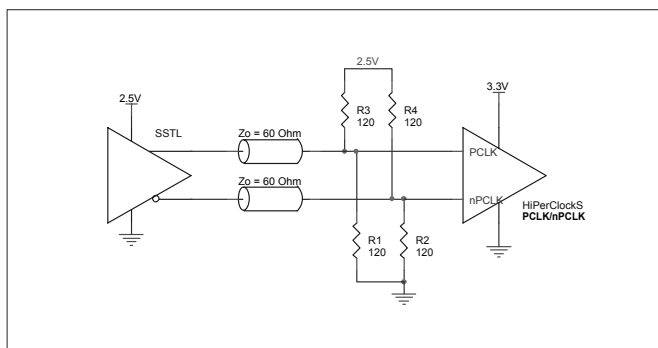 2.5V
3.3V
2.5V
SSTL
R3
120
R4
120
Zo = 60 Ohm
PCLK
Zo = 60 Ohm
nPCLK
HiPerClockS
PCLK/nPCLK
R1
120
R2
120